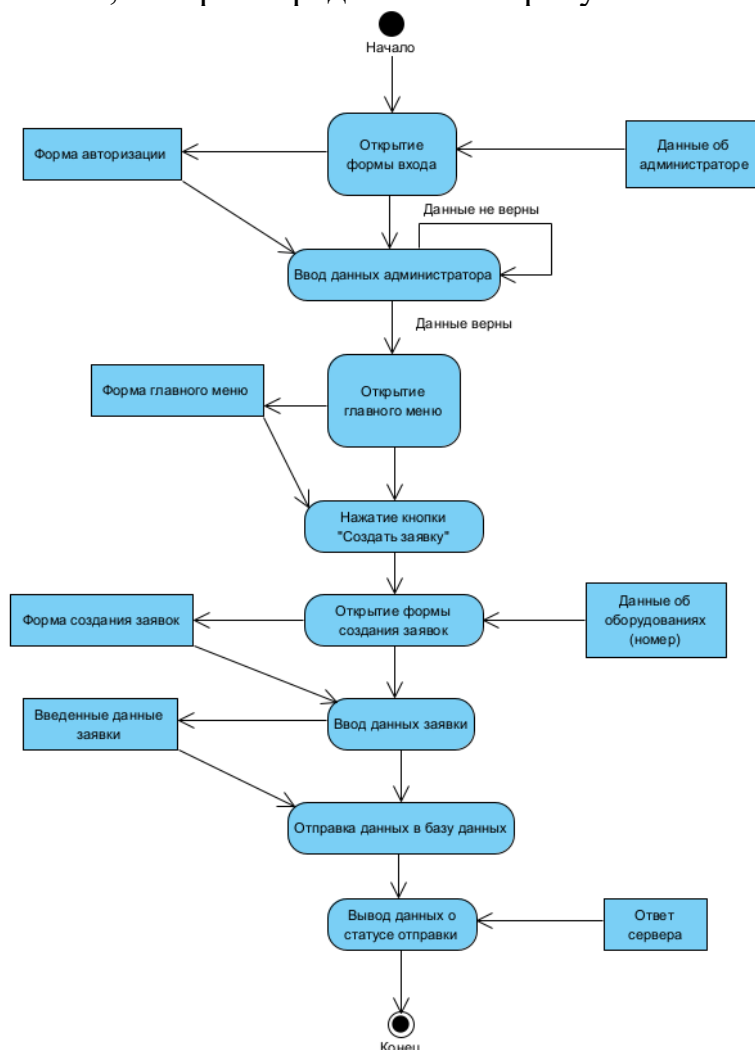 Начало
Форма авторизации
Открытие
формы входа
Данные об
администраторе
Данные не верны
Ввод данных администратора
Данные верны
Форма главного меню
Открытие
главного меню
Нажатие кнопки
"Создать заявку"
Форма создания заявок
Открытие формы
создания заявок
Данные об
оборудованиях
(номер)
Введенные данные
заявки
Ввод данных заявки
Отправка данных в базу данных
Вывод данных о
статусе отправки
Ответ
сервера
Конец